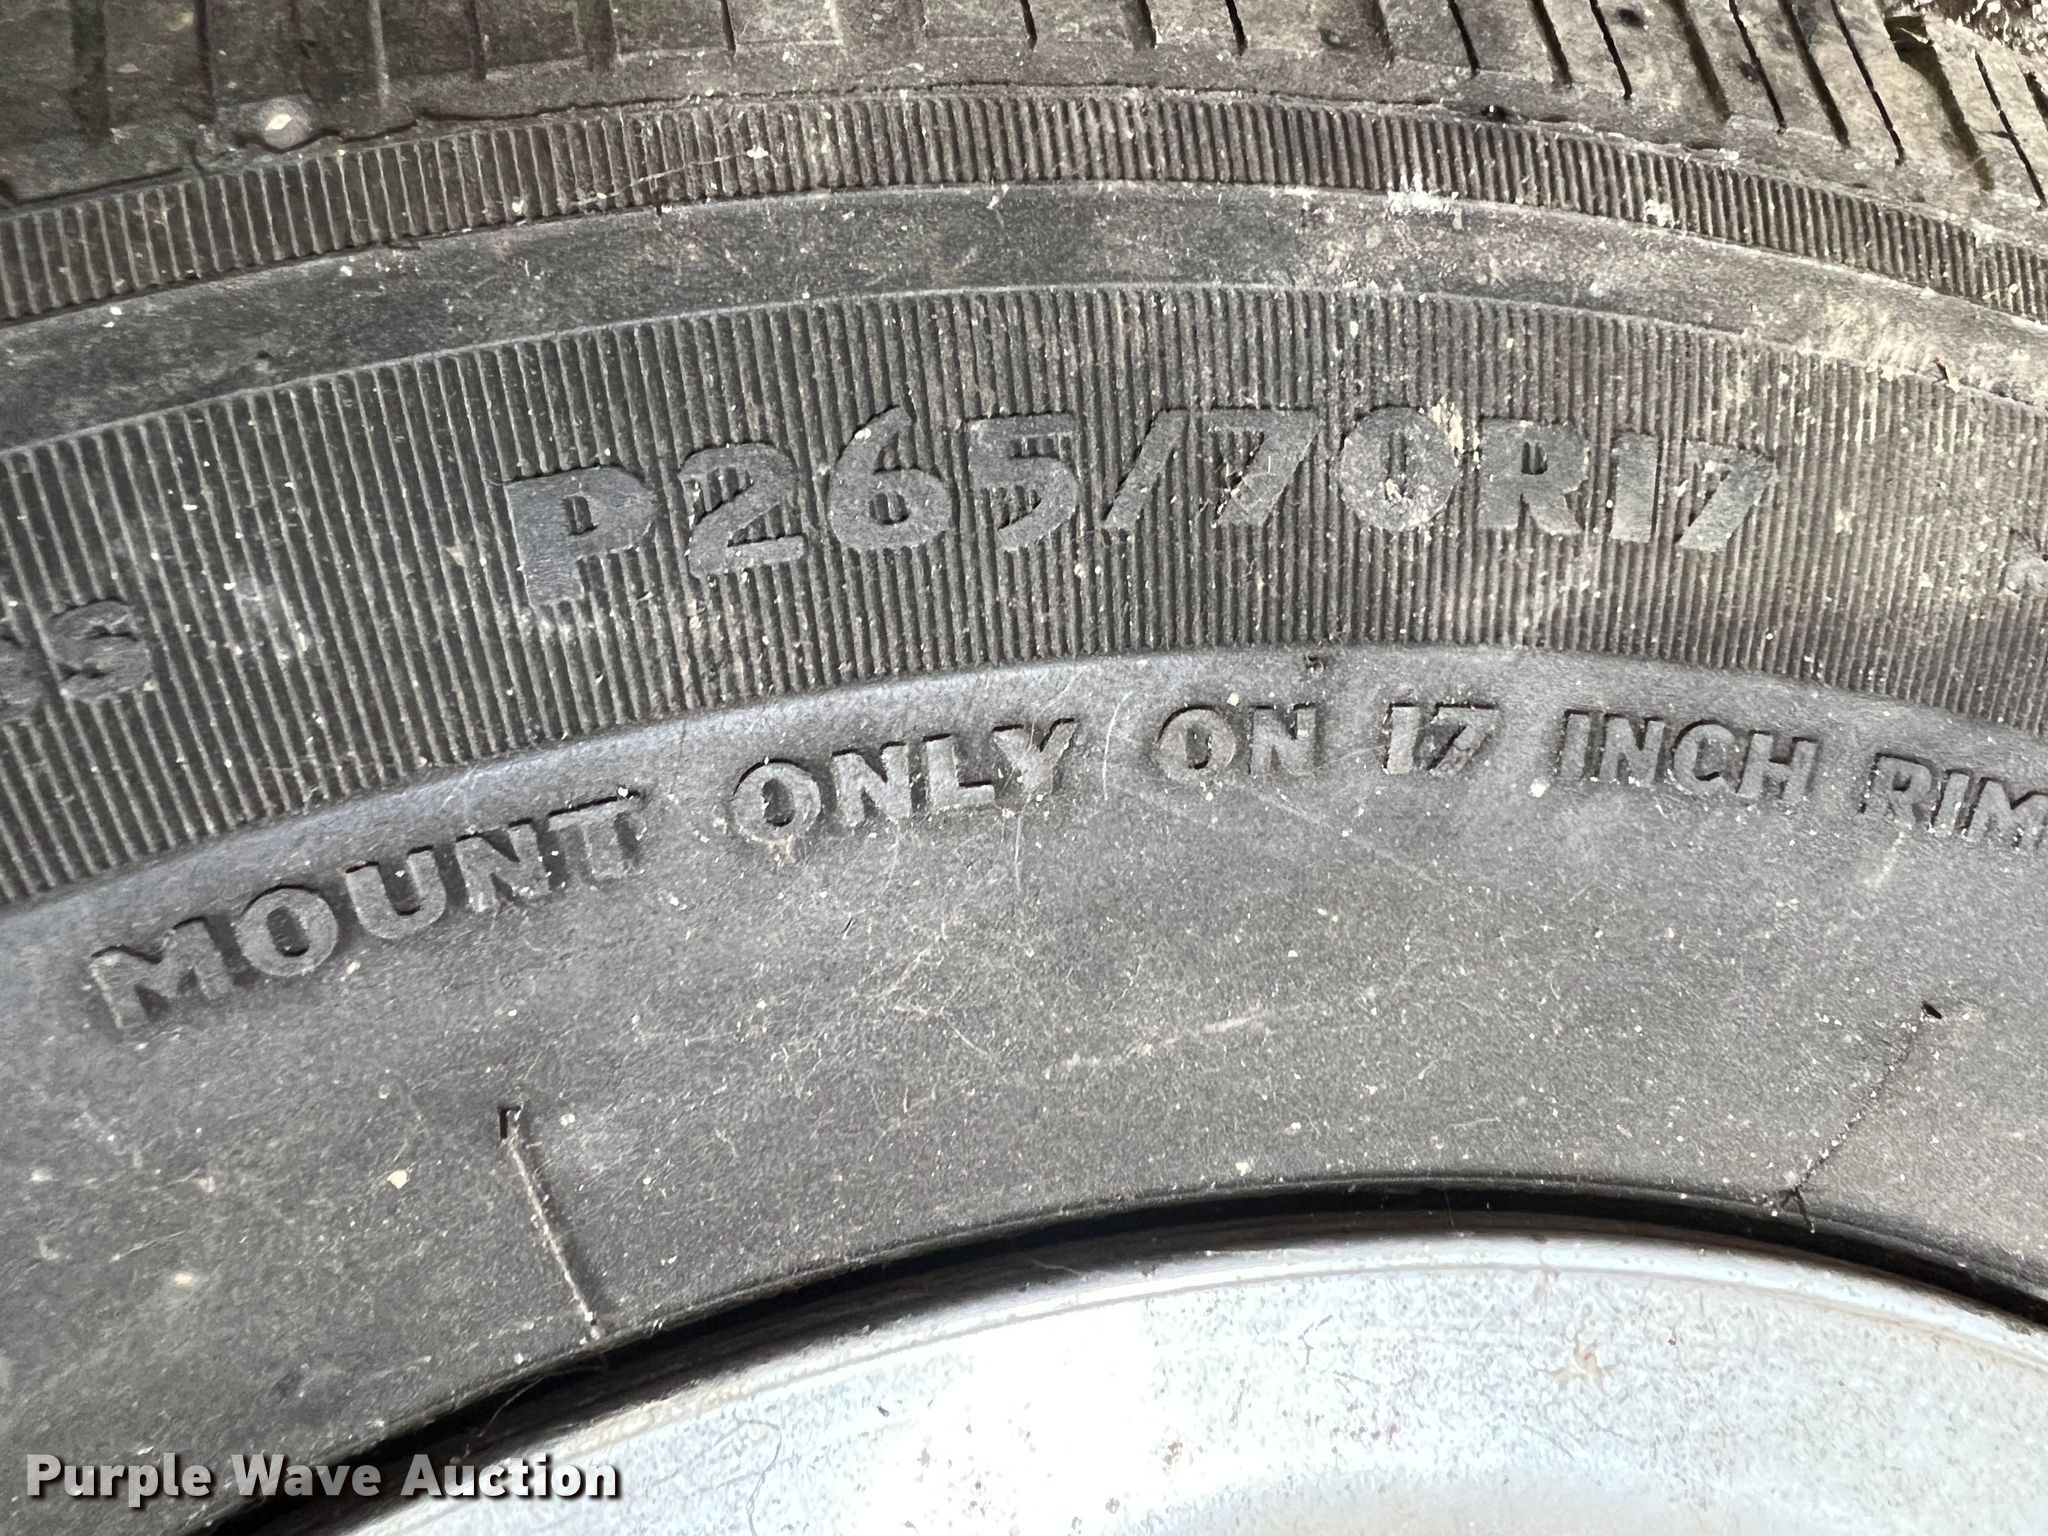 P265/70R17
MOUNT ONLY ON 17 INCH RIM
Purple Wave Auction